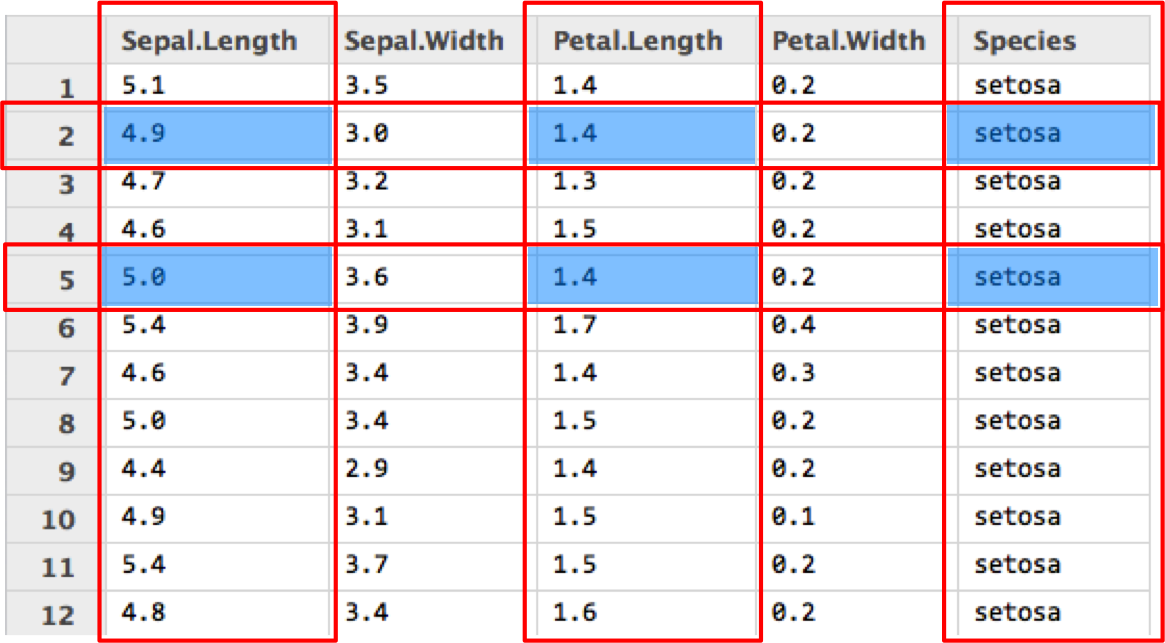 Sepal.Length Sepal.Width Petal.Length Petal.Width Species
1 5.1 3.5 1.4 0.2 setosa
2 4.9 3.0 1.4 0.2 setosa
3 4.7 3.2 1.3 0.2 setosa
4 4.6 3.1 1.5 0.2 setosa
5 5.0 3.6 1.4 0.2 setosa
6 5.4 3.9 1.7 0.4 setosa
7 4.6 3.4 1.4 0.3 setosa
8 5.0 3.4 1.5 0.2 setosa
9 4.4 2.9 1.4 0.2 setosa
10 4.9 3.1 1.5 0.1 setosa
11 5.4 3.7 1.5 0.2 setosa
12 4.8 3.4 1.6 0.2 setosa